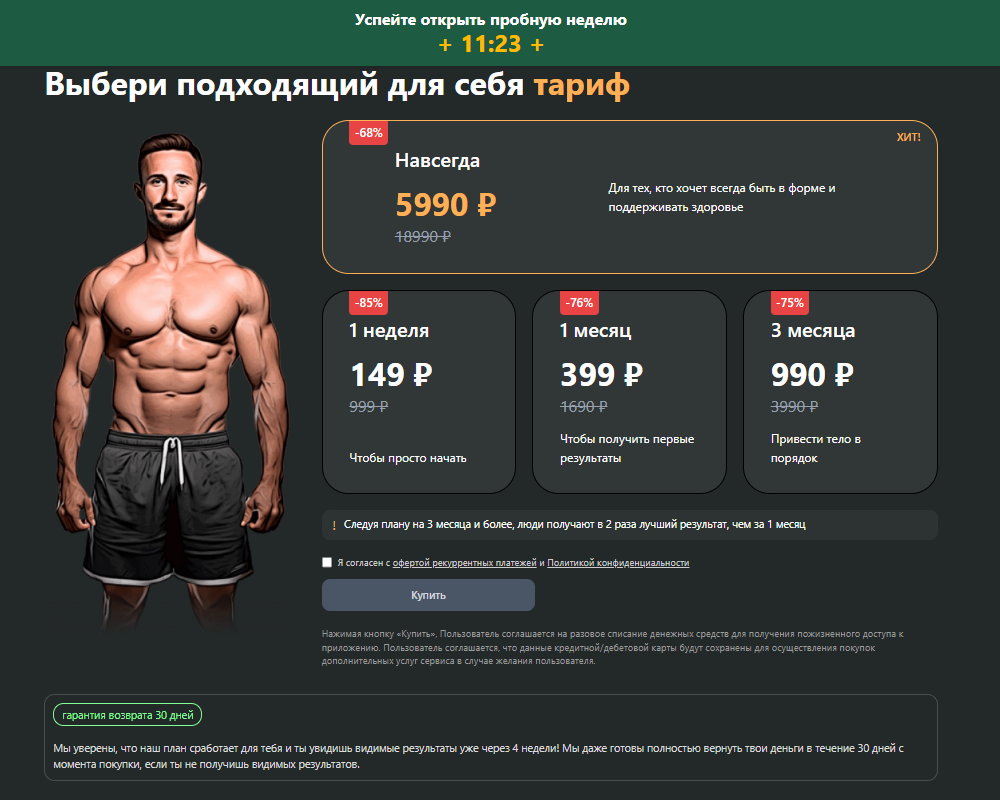 Успейте открыть пробную неделю
+ 11:23 +
Выбери подходящий для себя тариф
-68%
ХИТ!
Навсегда
5990 ₽
18990 ₽
Для тех, кто хочет всегда быть в форме и
поддерживать здоровье
-85%
1 неделя
149 ₽
999 ₽
Чтобы просто начать
-76%
1 месяц
399 ₽
1690 ₽
Чтобы получить первые
результаты
-75%
3 месяца
990 ₽
3990 ₽
Привести тело в
порядок
! Следуя плану на 3 месяца и более, люди получают в 2 раза лучший результат, чем за 1 месяц
Я согласен с офертой рекуррентных платежей и Политикой конфиденциальности
Купить
Нажимая кнопку «Купить», Пользователь соглашается на разовое списание денежных средств для получения пожизненного доступа к
приложению. Пользователь соглашается, что данные кредитной/дебетовой карты будут сохранены для осуществления покупок
дополнительных услуг сервиса в случае желания пользователя.
гарантия возврата 30 дней
Мы уверены, что наш план сработает для тебя и ты увидишь видимые результаты уже через 4 недели! Мы даже готовы полностью вернуть твои деньги в течение 30 дней с
момента покупки, если ты не получишь видимых результатов.